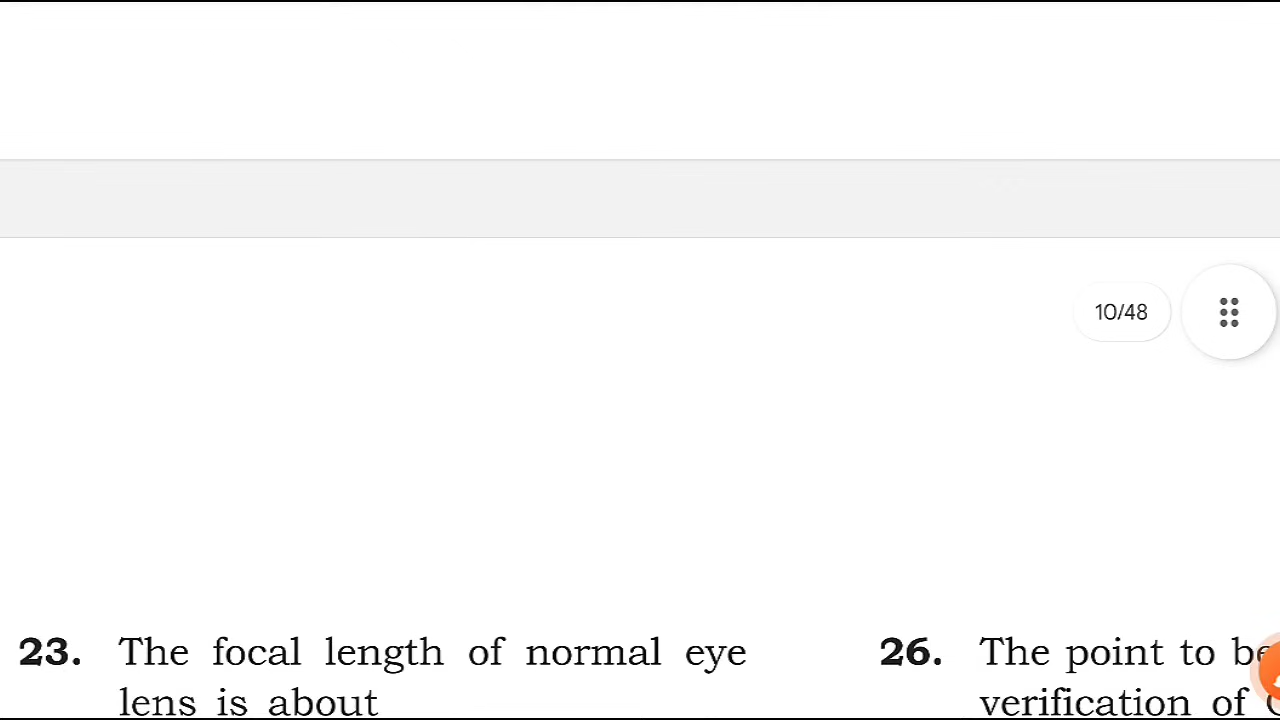 10/48
23. The focal length of normal eye
lens is about
26. The point to
verification of